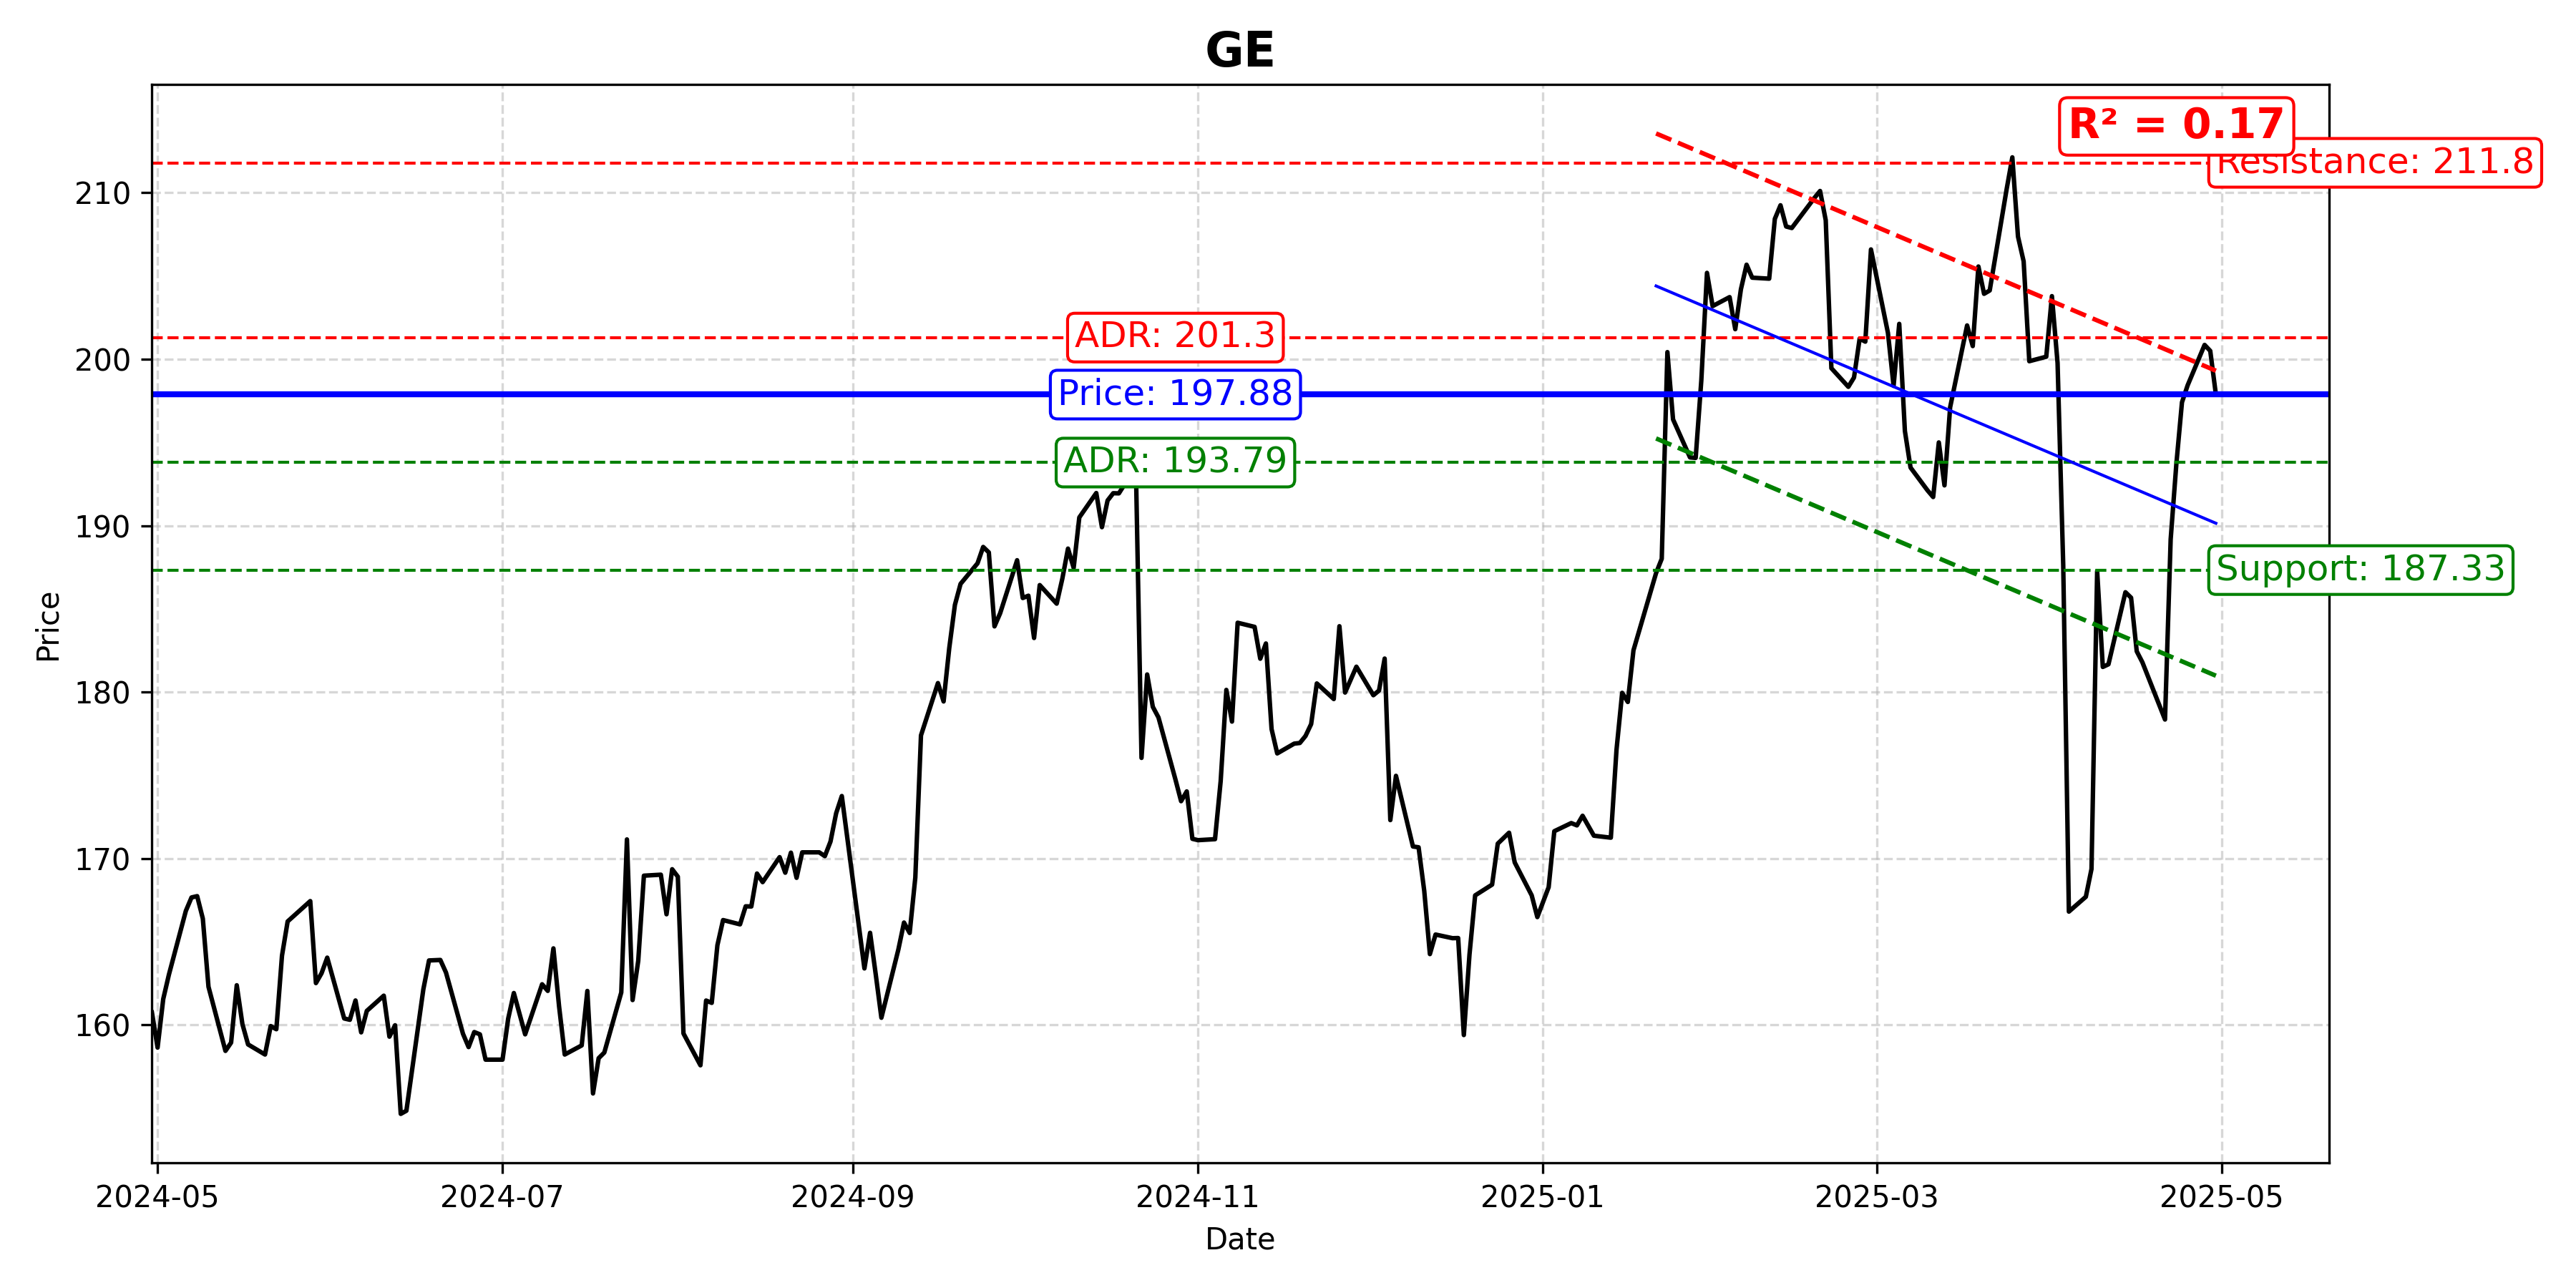 GE
R² = 0.17
Resistance: 211.8
ADR: 201.3
Price: 197.88
ADR: 193.79
Support: 187.33
Price
210
200
190
180
170
160
2024-05
2024-07
2024-09
2024-11
2025-01
2025-03
2025-05
Date